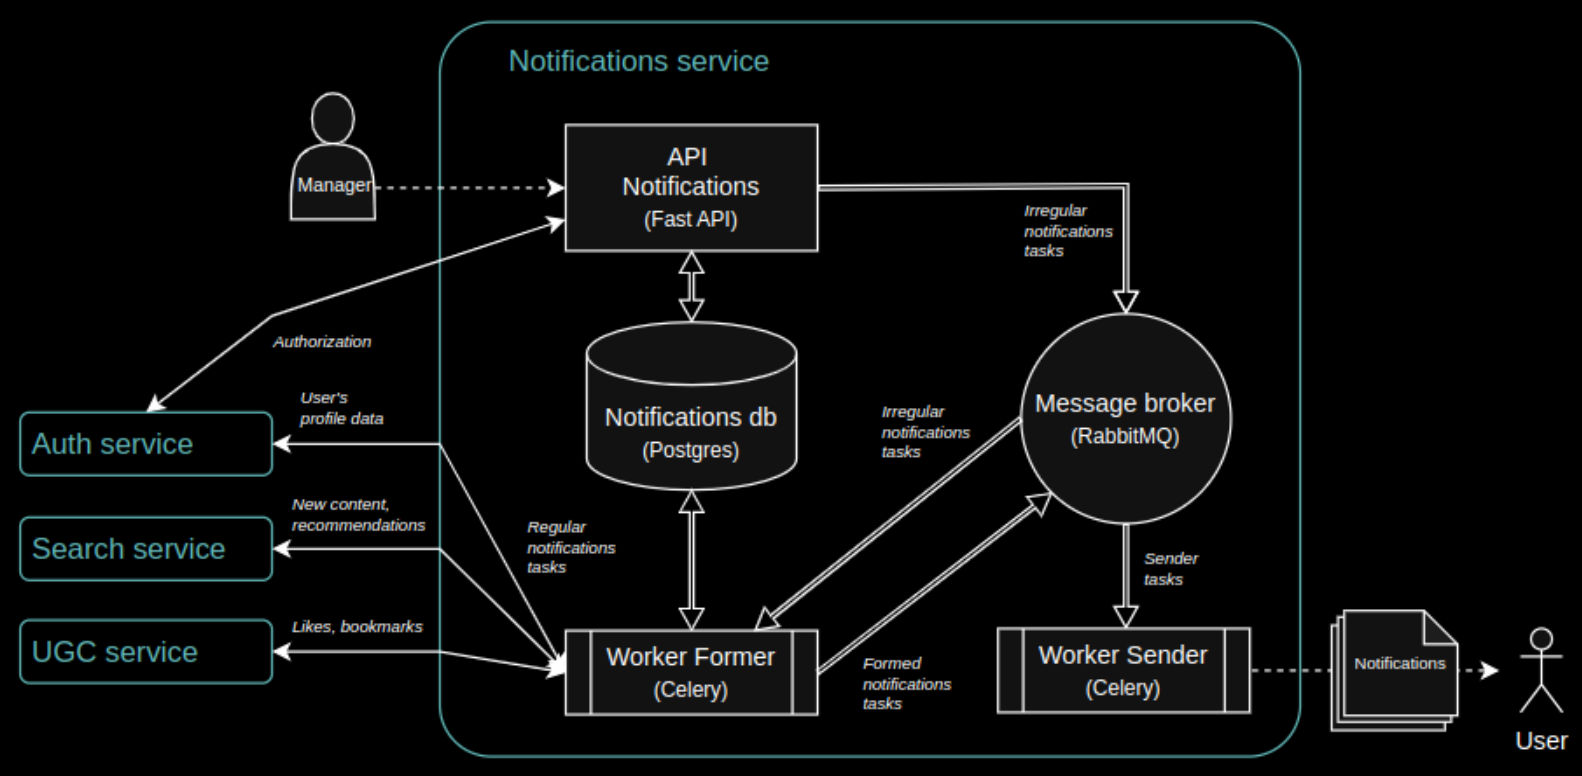 Notifications service
Manager
API
Notifications
(Fast API)
Irregular
notifications
tasks
Authorization
User's
profile data
Auth service
Notifications db
(Postgres)
Irregular
notifications
tasks
Message broker
(RabbitMQ)
New content,
recommendations
Search service
Regular
notifications
tasks
Sender
tasks
Likes, bookmarks
UGC service
Worker Former
(Celery)
Formed
notifications
tasks
Worker Sender
(Celery)
Notifications
User